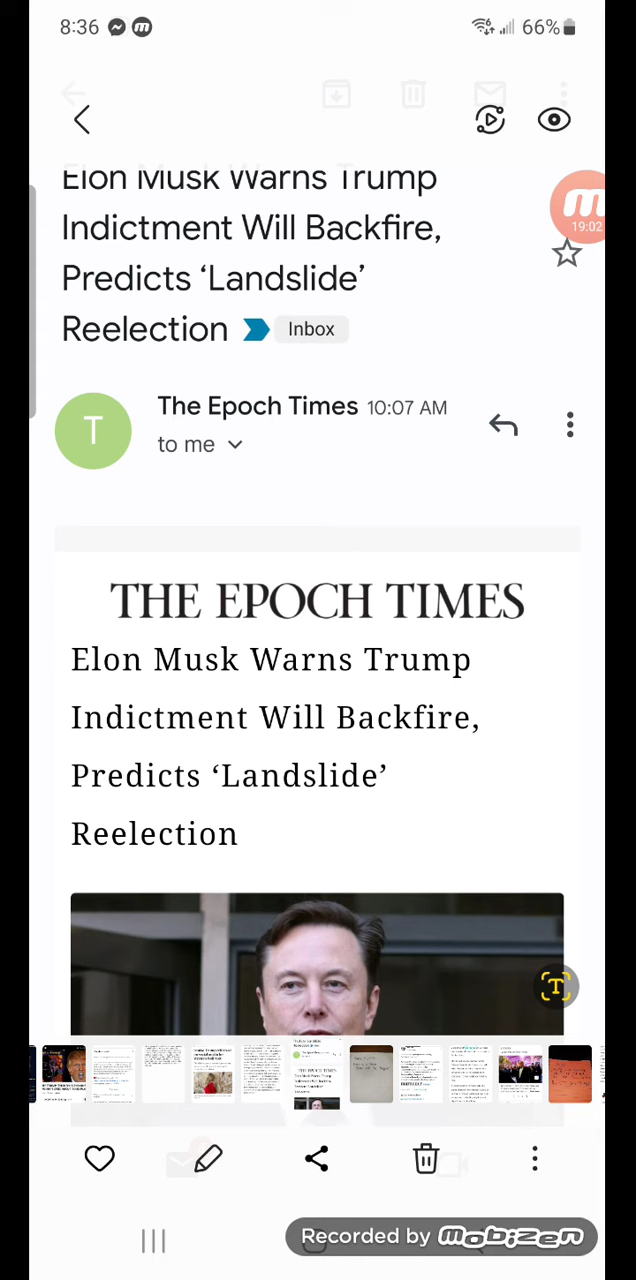 8:36
66%
Elon Musk Warns Trump
Indictment Will Backfire,
Predicts ‘Landslide’
Reelection Inbox
19:02
T
The Epoch Times 10:07 AM
to me
THE EPOCH TIMES
Elon Musk Warns Trump
Indictment Will Backfire,
Predicts ‘Landslide’
Reelection
T
Recorded by mobizen